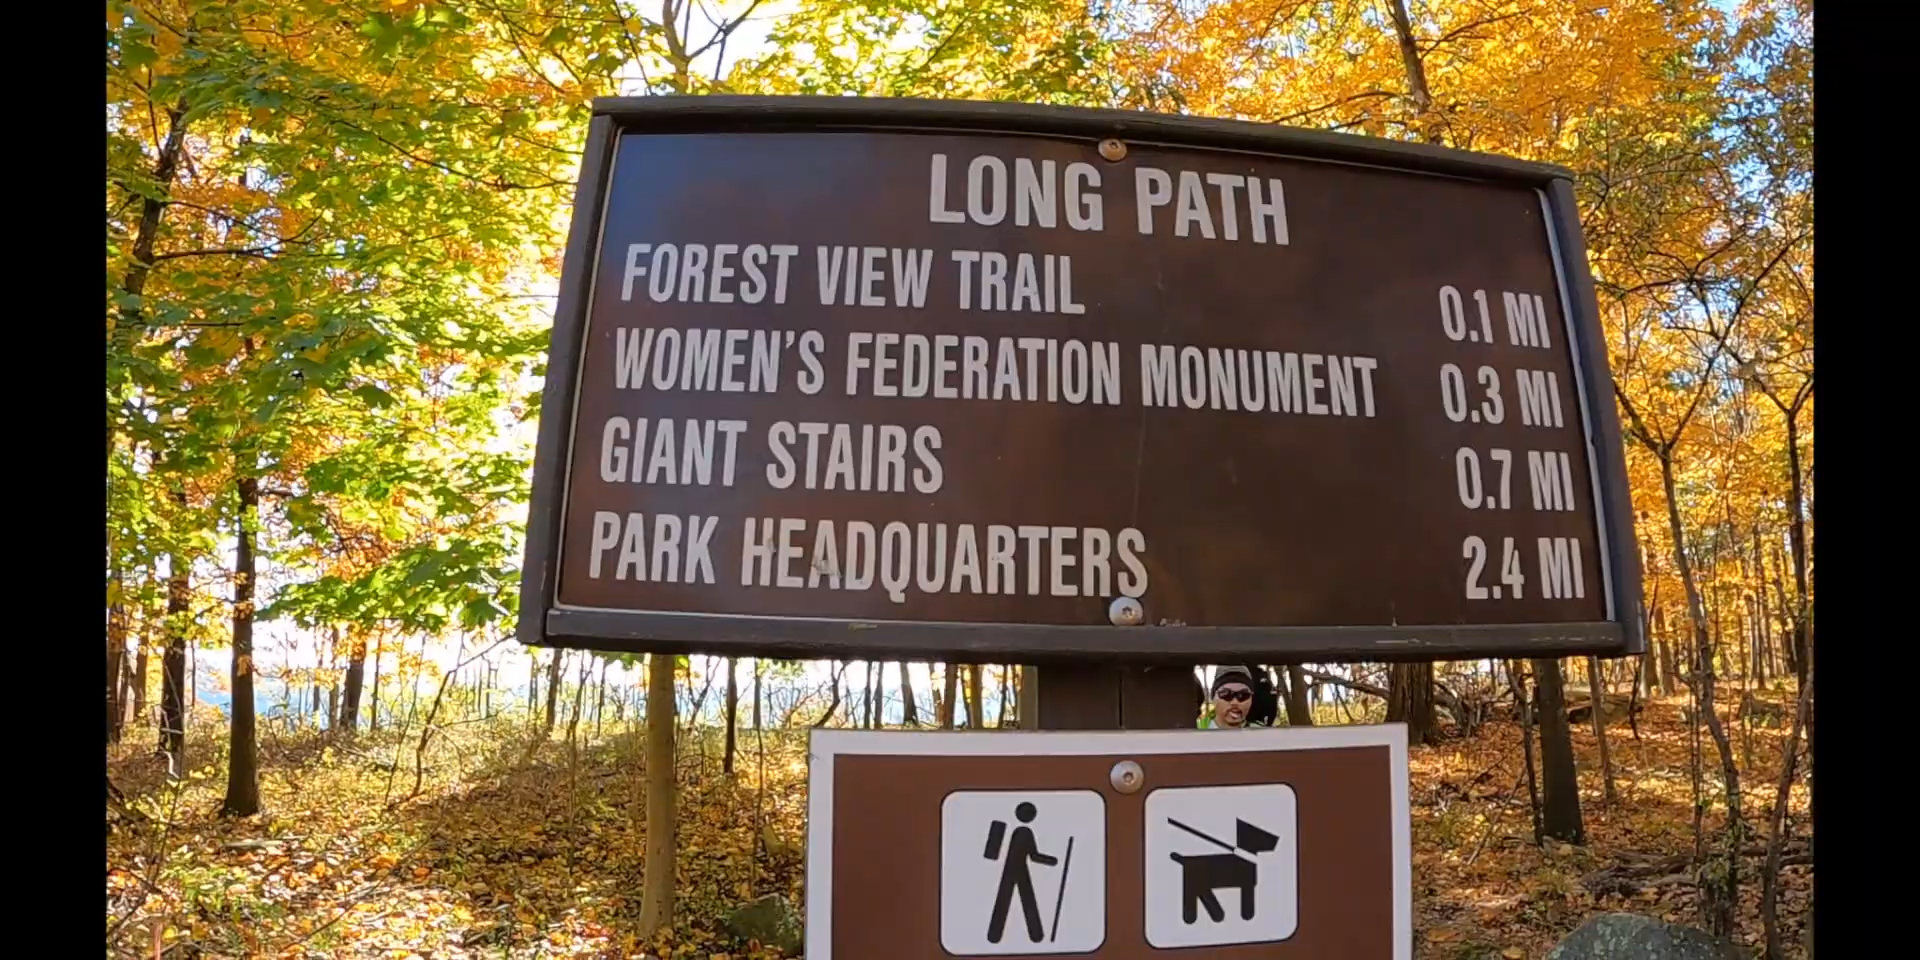 LONG PATH
FOREST VIEW TRAIL 0.1 MI
WOMEN'S FEDERATION MONUMENT 0.3 MI
GIANT STAIRS 0.7 MI
PARK HEADQUARTERS 2.4 MI